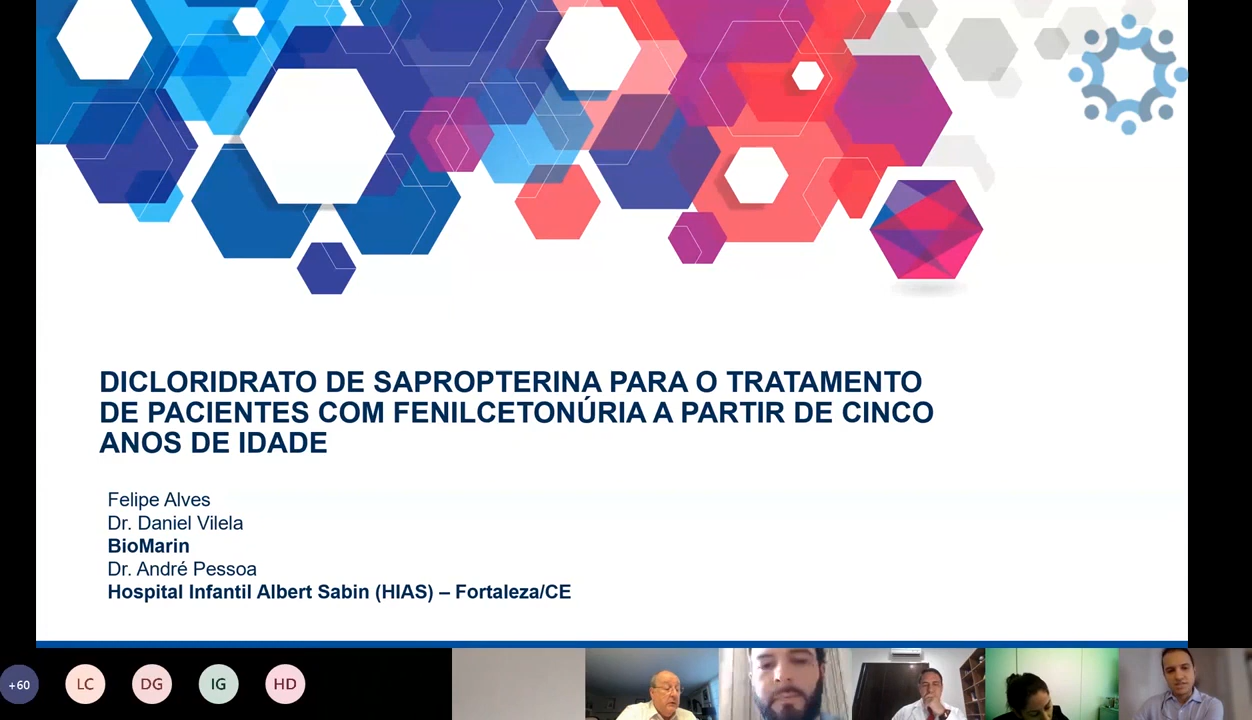 DICLORIDRATO DE SAPROPTERINA PARA O TRATAMENTO
DE PACIENTES COM FENILCETONÚRIA A PARTIR DE CINCO
ANOS DE IDADE
Felipe Alves
Dr. Daniel Vilela
BioMarin
Dr. André Pessoa
Hospital Infantil Albert Sabin (HIAS) – Fortaleza/CE
+60 LC DG IG HD